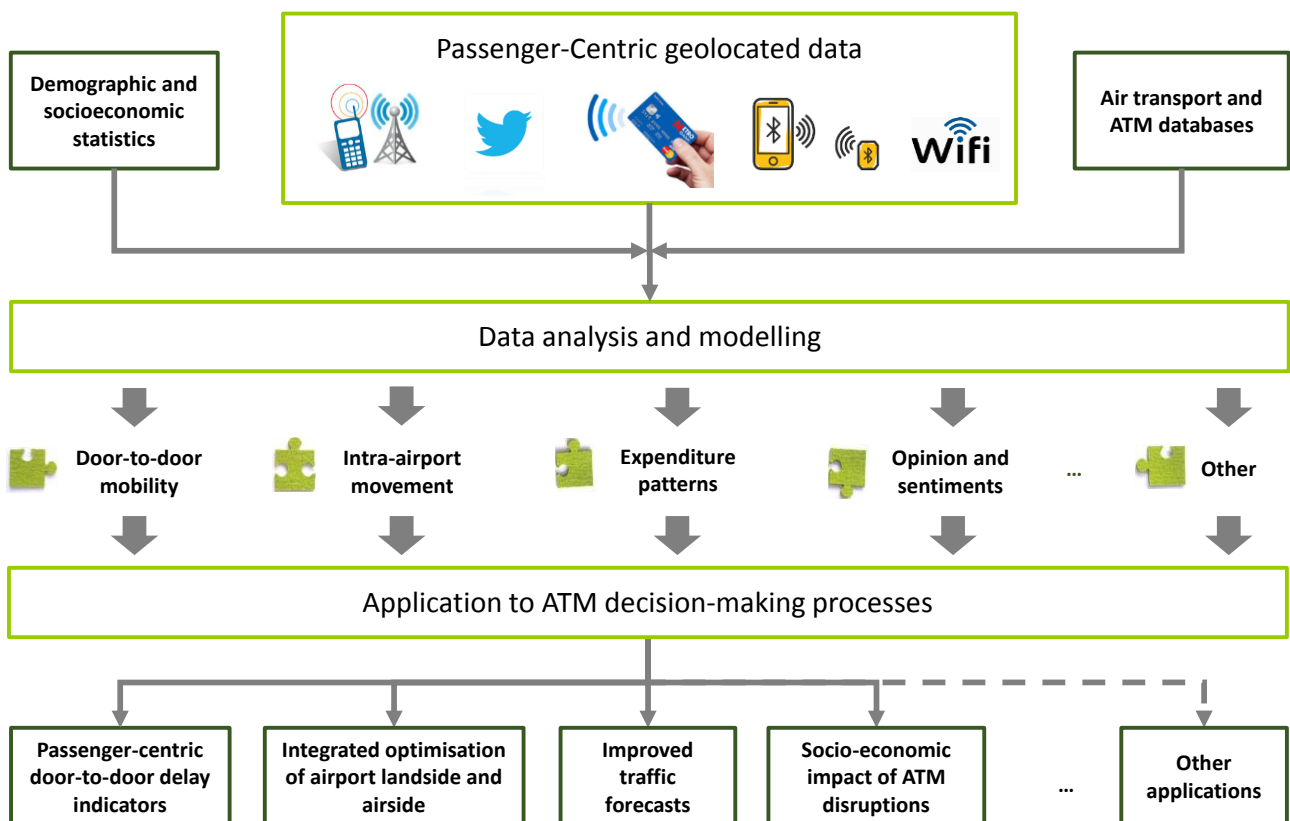 Passenger-Centric geolocated data
Demographic and
socioeconomic
statistics
Wifi
Air transport and
ATM databases
Data analysis and modelling
Door-to-door
mobility
Intra-airport
movement
Expenditure
patterns
Opinion and
sentiments
...
Other
Application to ATM decision-making processes
Passenger-centric
door-to-door delay
indicators
Integrated optimisation
of airport landside and
airside
Improved
traffic
forecasts
Socio-economic
impact of ATM
disruptions
...
Other
applications